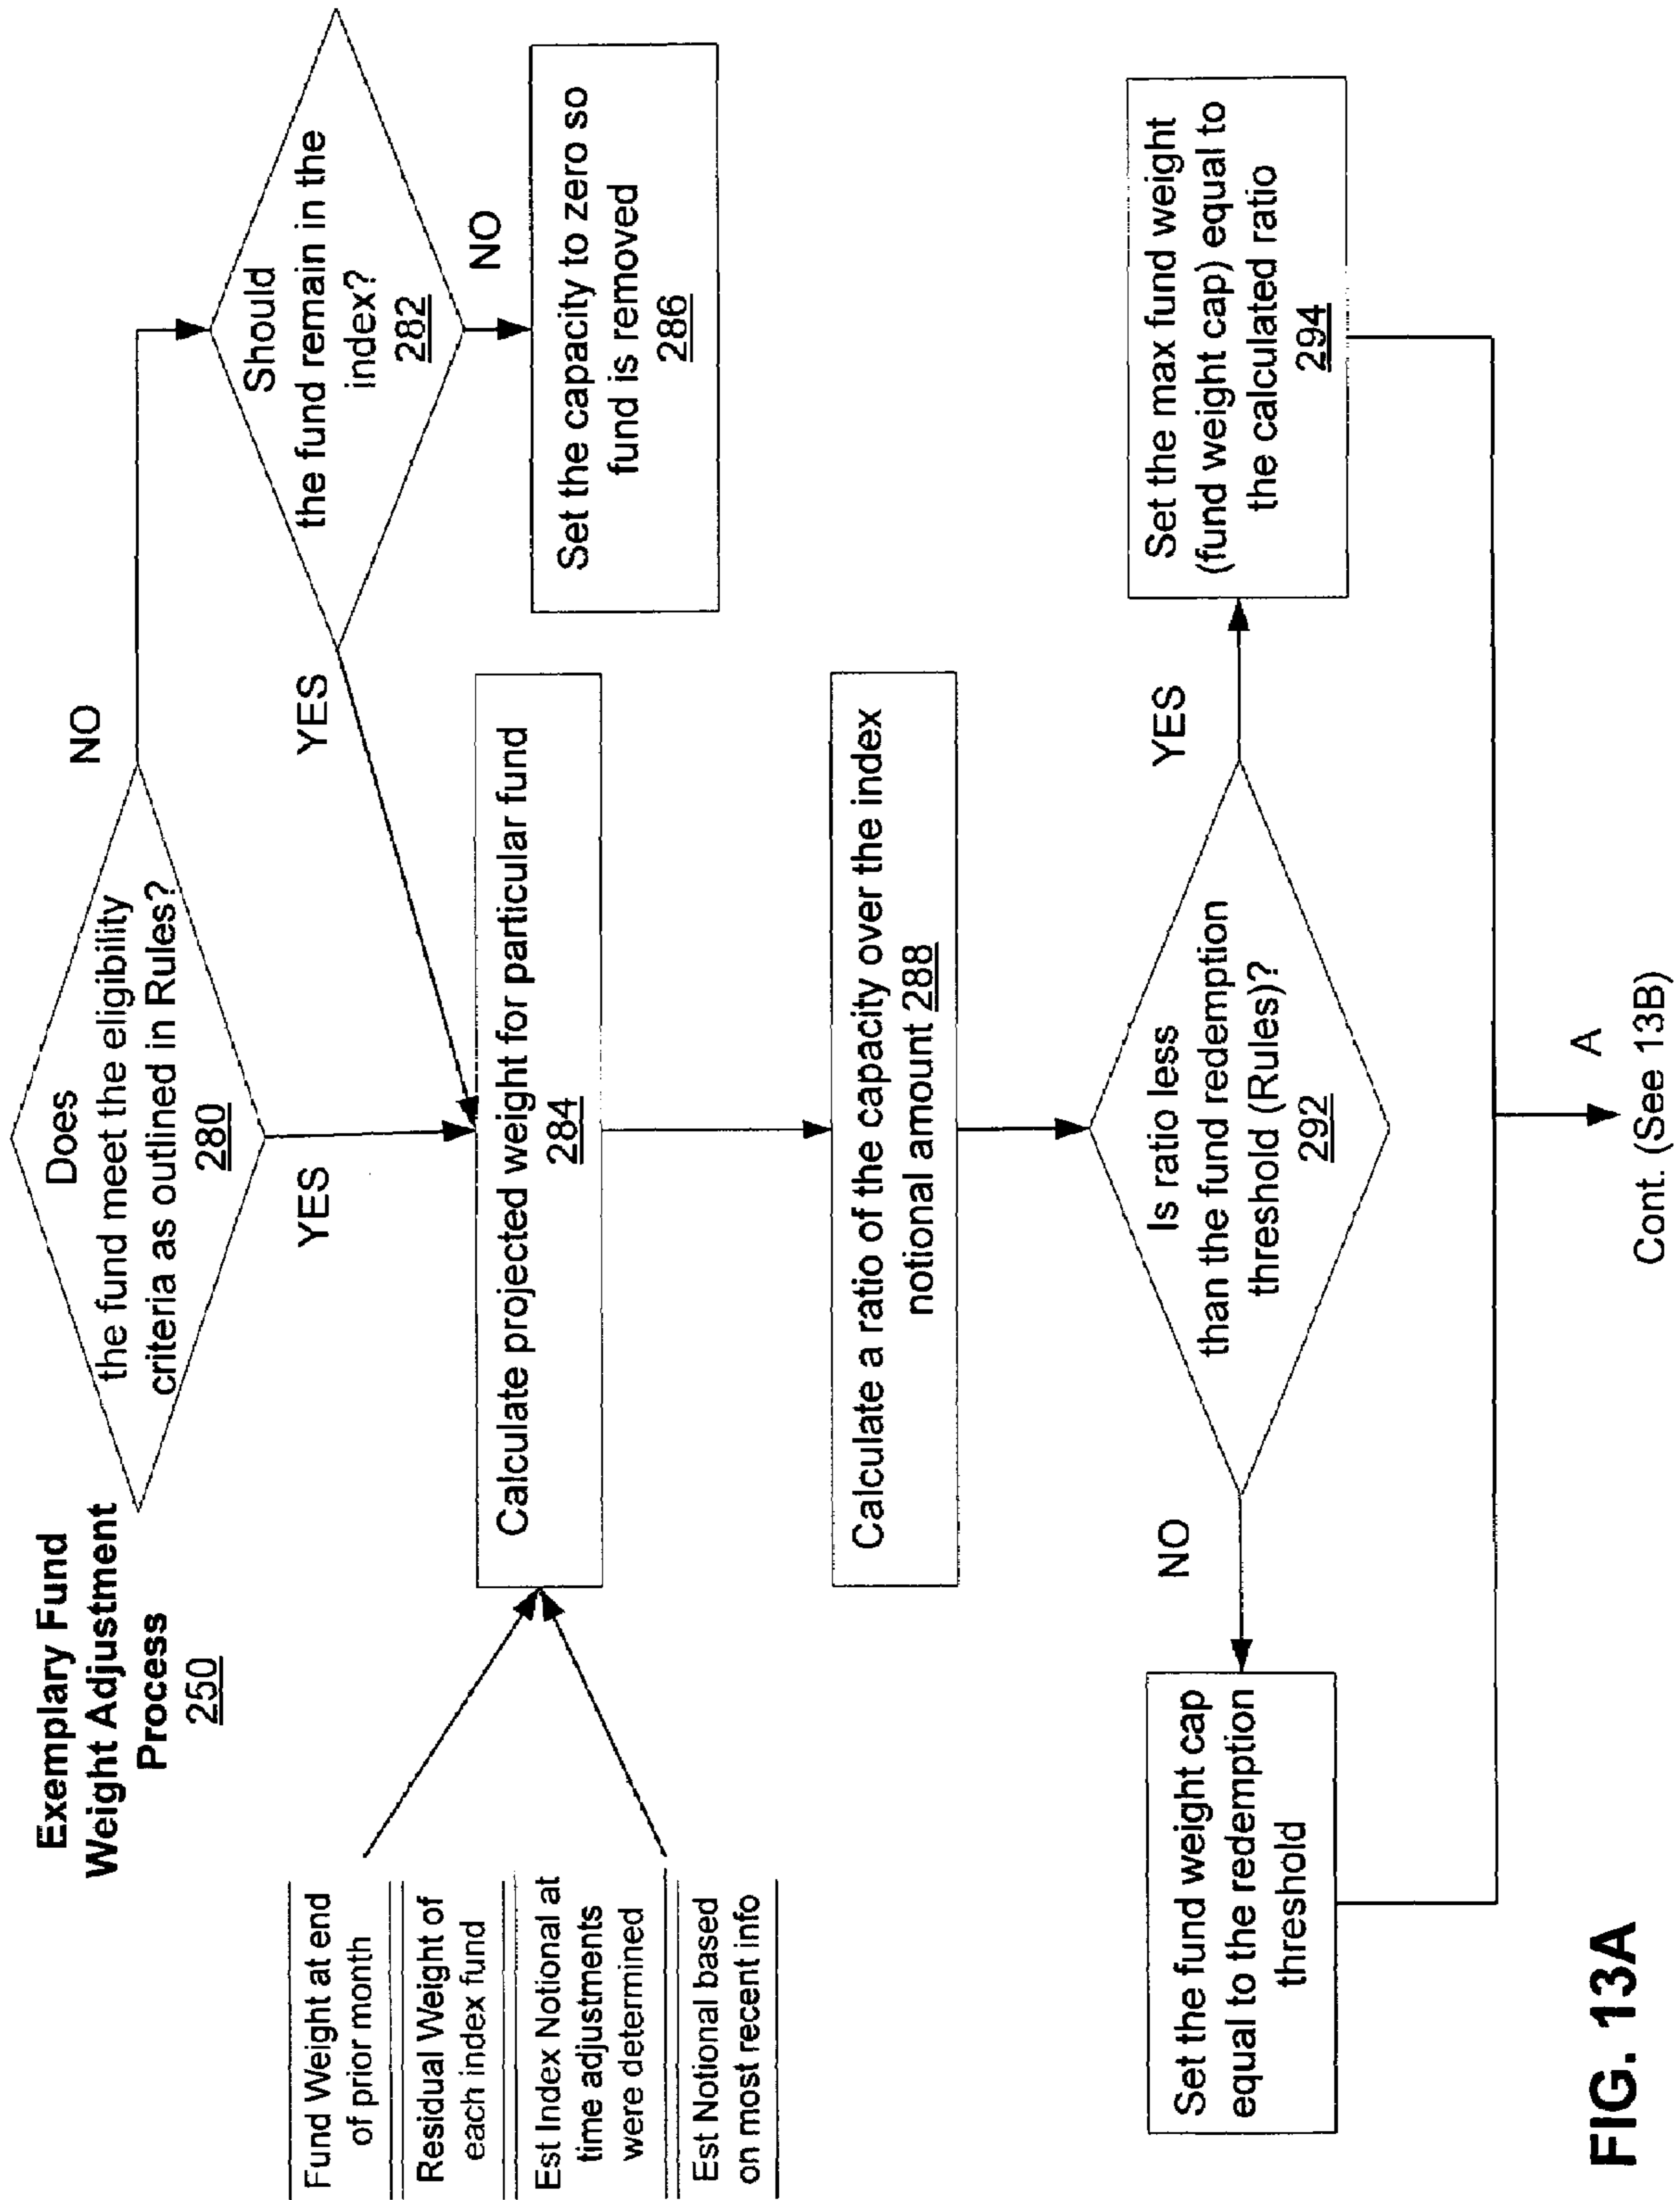 Exemplary Fund
Weight Adjustment
Process
250
Does
the fund meet the eligibility
criteria as outlined in Rules?
280
NO
YES
Should
the fund remain in the
index?
282
YES
NO
Set the capacity to zero so
fund is removed
286
Fund Weight at end
of prior month
Residual Weight of
each index fund
Est Index Notional at
time adjustments
were determined
Est Notional based
on most recent info
Calculate projected weight for particular fund
284
Calculate a ratio of the capacity over the index
notional amount 288
Is ratio less
than the fund redemption
threshold (Rules)?
292
NO
YES
Set the fund weight cap
equal to the redemption
threshold
Set the max fund weight
(fund weight cap) equal to
the calculated ratio
294
A
Cont. (See 13B)
FIG. 13A